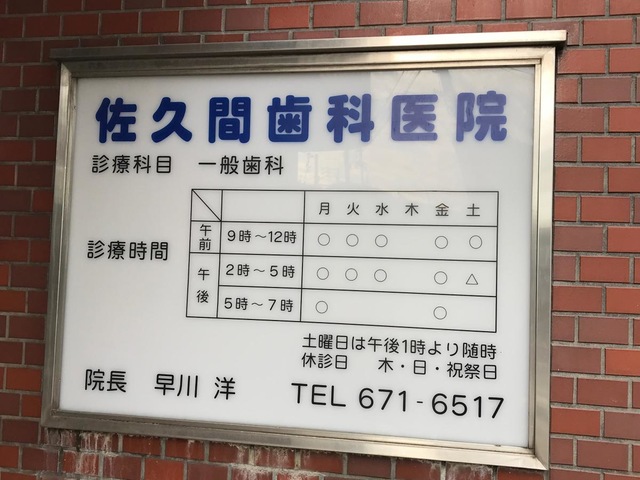 佐久間歯科医院
診療科目 一般歯科
診療時間
月 火 水 木 金 土
午前 9時～12時 ○ ○ ○ ○ ○
午後 2時～5時 ○ ○ ○ ○ △
5時～7時 ○ ○
土曜日は午後1時より随時
休診日 木・日・祝祭日
院長 早川 洋 TEL 671-6517